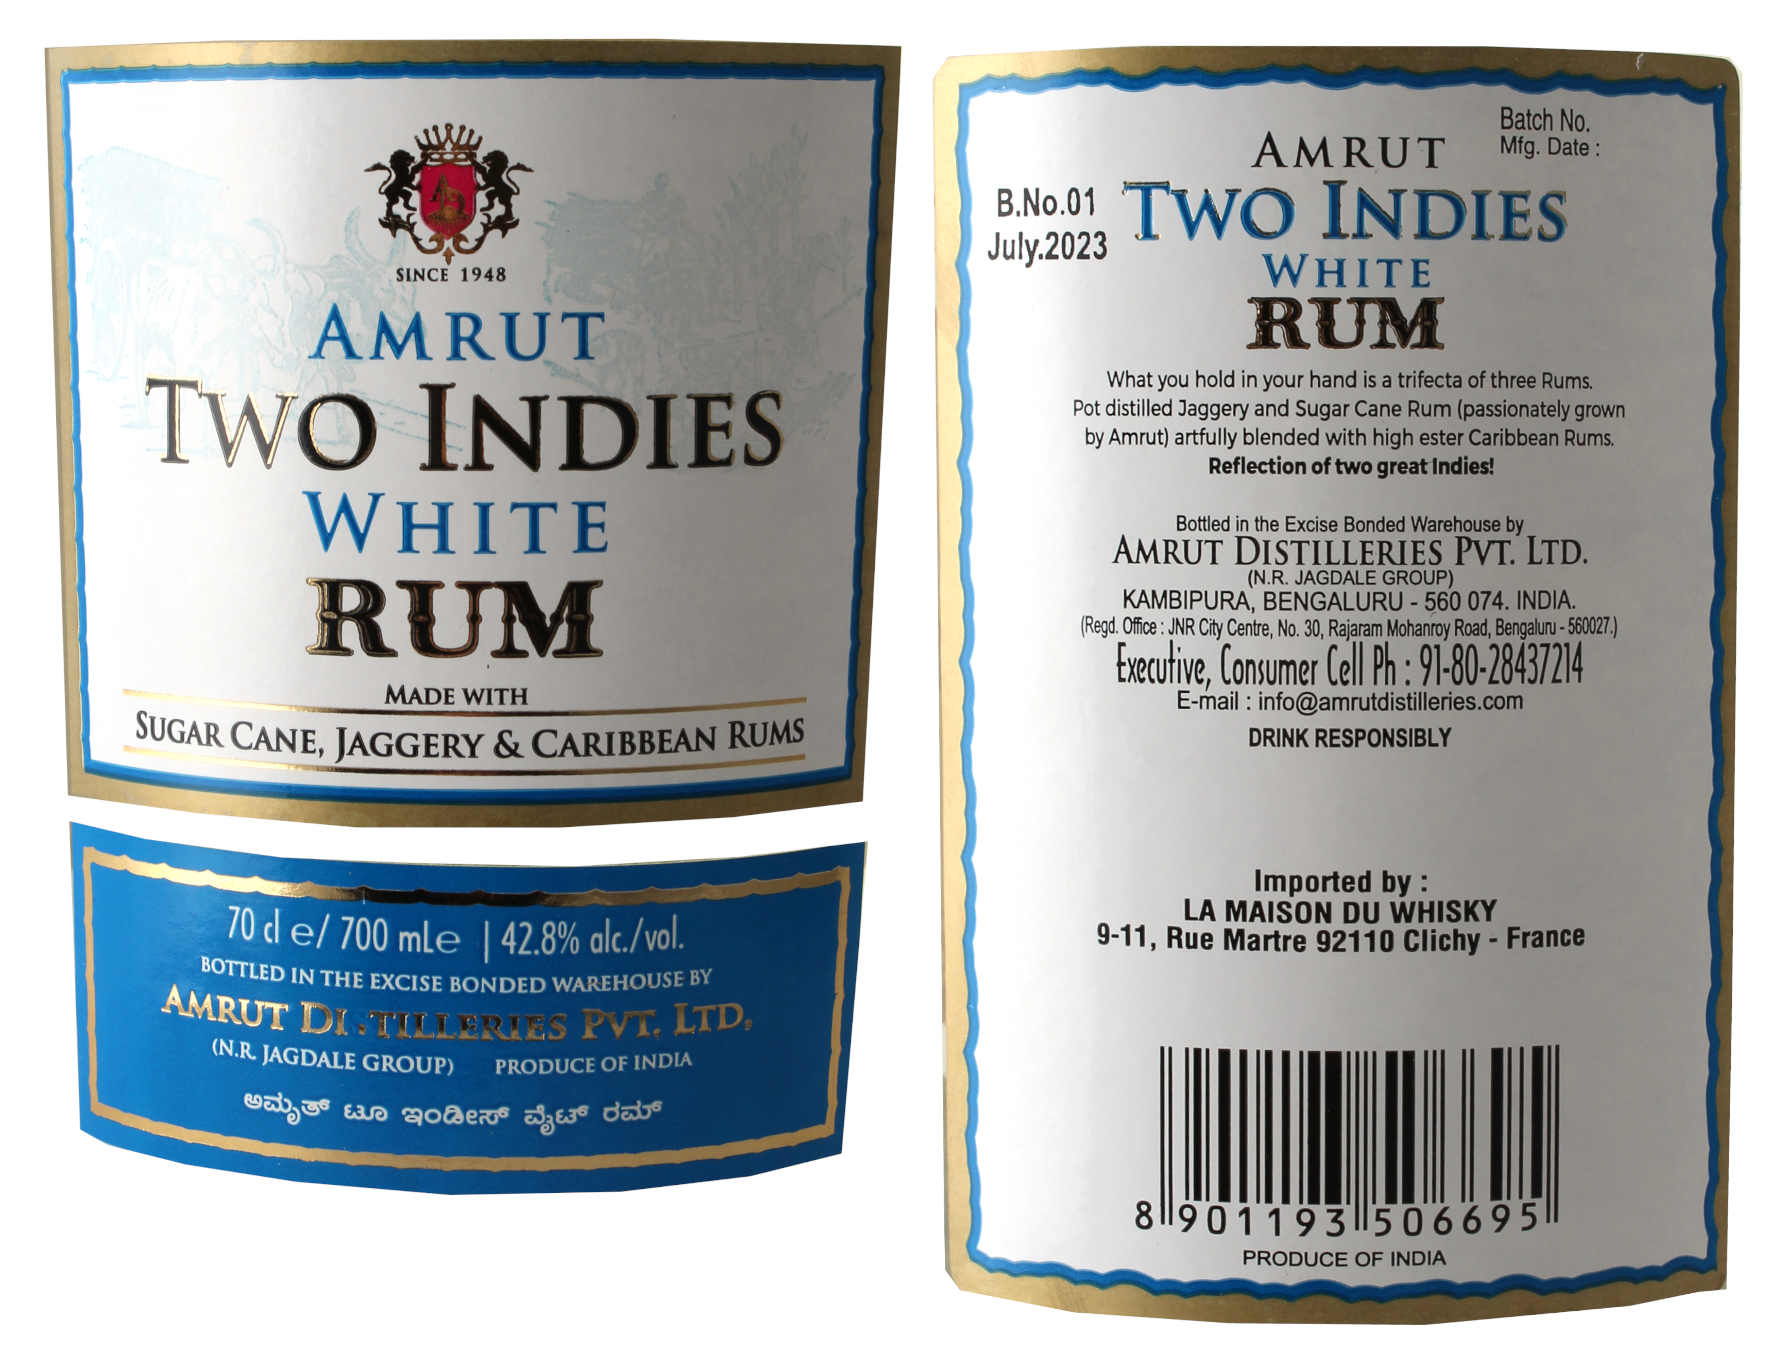 SINCE 1948
AMRUT
TWO INDIES
WHITE
RUM
MADE WITH
SUGAR CANE, JAGGERY & CARIBBEAN RUMS
70 cl e/ 700 mLe | 42.8% alc./vol.
BOTTLED IN THE EXCISE BONDED WAREHOUSE BY
AMRUT DISTILLERIES PVT. LTD.
(N.R. JAGDALE GROUP) PRODUCE OF INDIA
ಅಮೃತ್ ಟೂ ಇಂಡೀಸ್ ವೈಟ್ ರಮ್
Batch No.
Mfg. Date :
B.No.01
July.2023
AMRUT
TWO INDIES
WHITE
RUM
What you hold in your hand is a trifecta of three Rums.
Pot distilled Jaggery and Sugar Cane Rum (passionately grown
by Amrut) artfully blended with high ester Caribbean Rums.
Reflection of two great Indies!
Bottled in the Excise Bonded Warehouse by
AMRUT DISTILLERIES PVT. LTD.
(N.R. JAGDALE GROUP)
KAMBIPURA, BENGALURU - 560 074. INDIA.
(Regd. Office : JNR City Centre, No. 30, Rajaram Mohanroy Road, Bengaluru - 560027.)
Executive, Consumer Cell Ph : 91-80-28437214
E-mail : info@amrutdistilleries.com
DRINK RESPONSIBLY
Imported by :
LA MAISON DU WHISKY
9-11, Rue Martre 92110 Clichy - France
8 901193 506695
PRODUCE OF INDIA